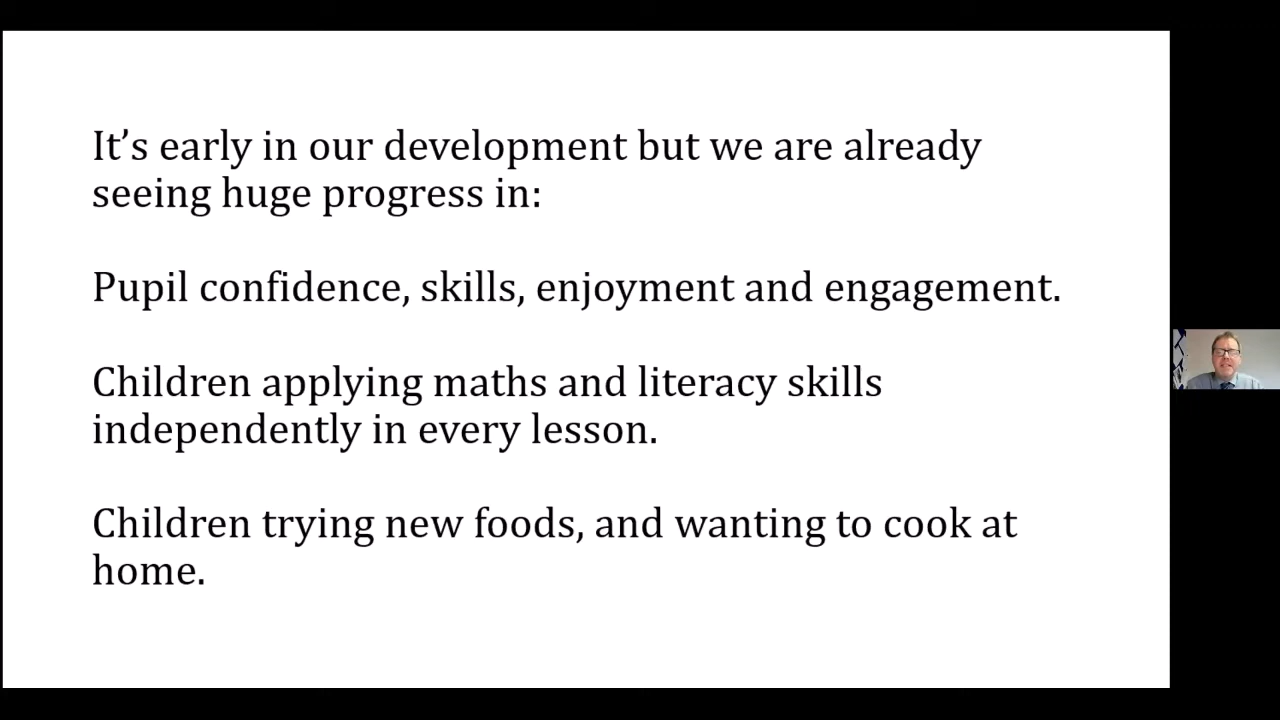 It’s early in our development but we are already
seeing huge progress in:
Pupil confidence, skills, enjoyment and engagement.
Children applying maths and literacy skills
independently in every lesson.
Children trying new foods, and wanting to cook at
home.